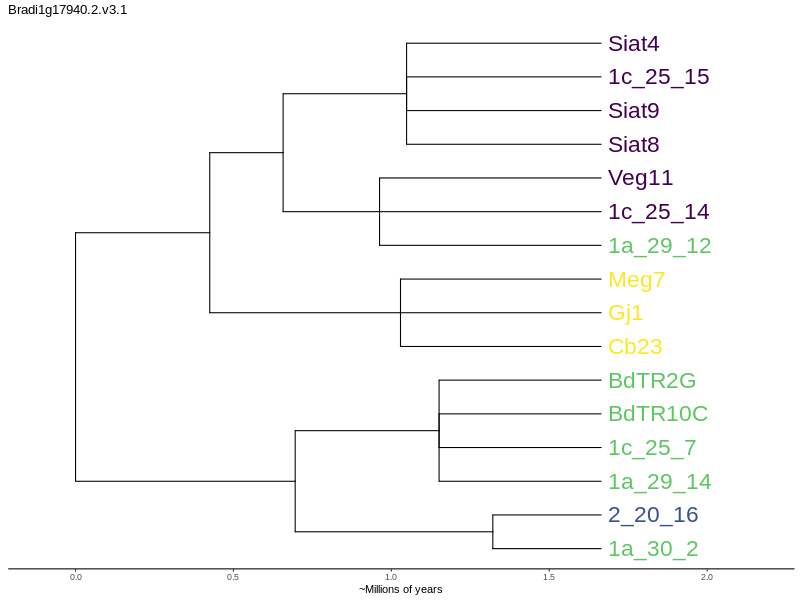 Bradi1g17940.2.v3.1
Siat4
1c_25_15
Siat9
Siat8
Veg11
1c_25_14
1a_29_12
Meg7
Gj1
Cb23
BdTR2G
BdTR10C
1c_25_7
1a_29_14
2_20_16
1a_30_2
0.0 0.5 1.0 1.5 2.0
~Millions of years